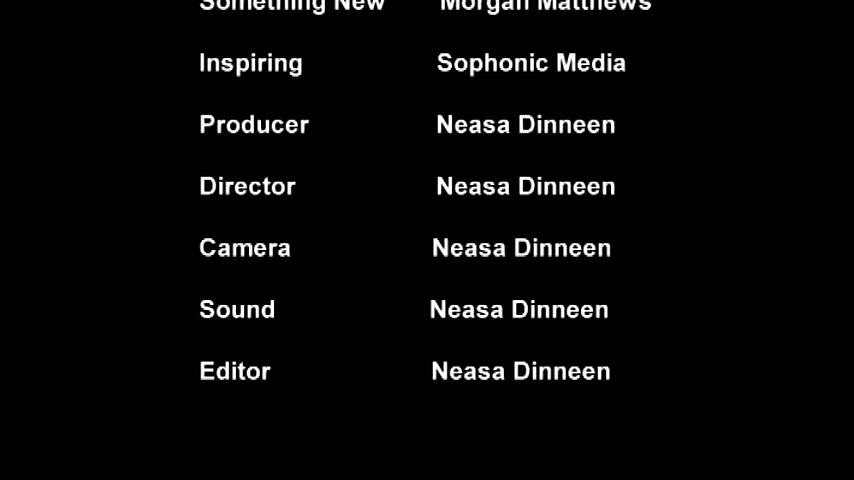 Something New Morgan Matthews
Inspiring Sophonic Media
Producer Neasa Dinneen
Director Neasa Dinneen
Camera Neasa Dinneen
Sound Neasa Dinneen
Editor Neasa Dinneen